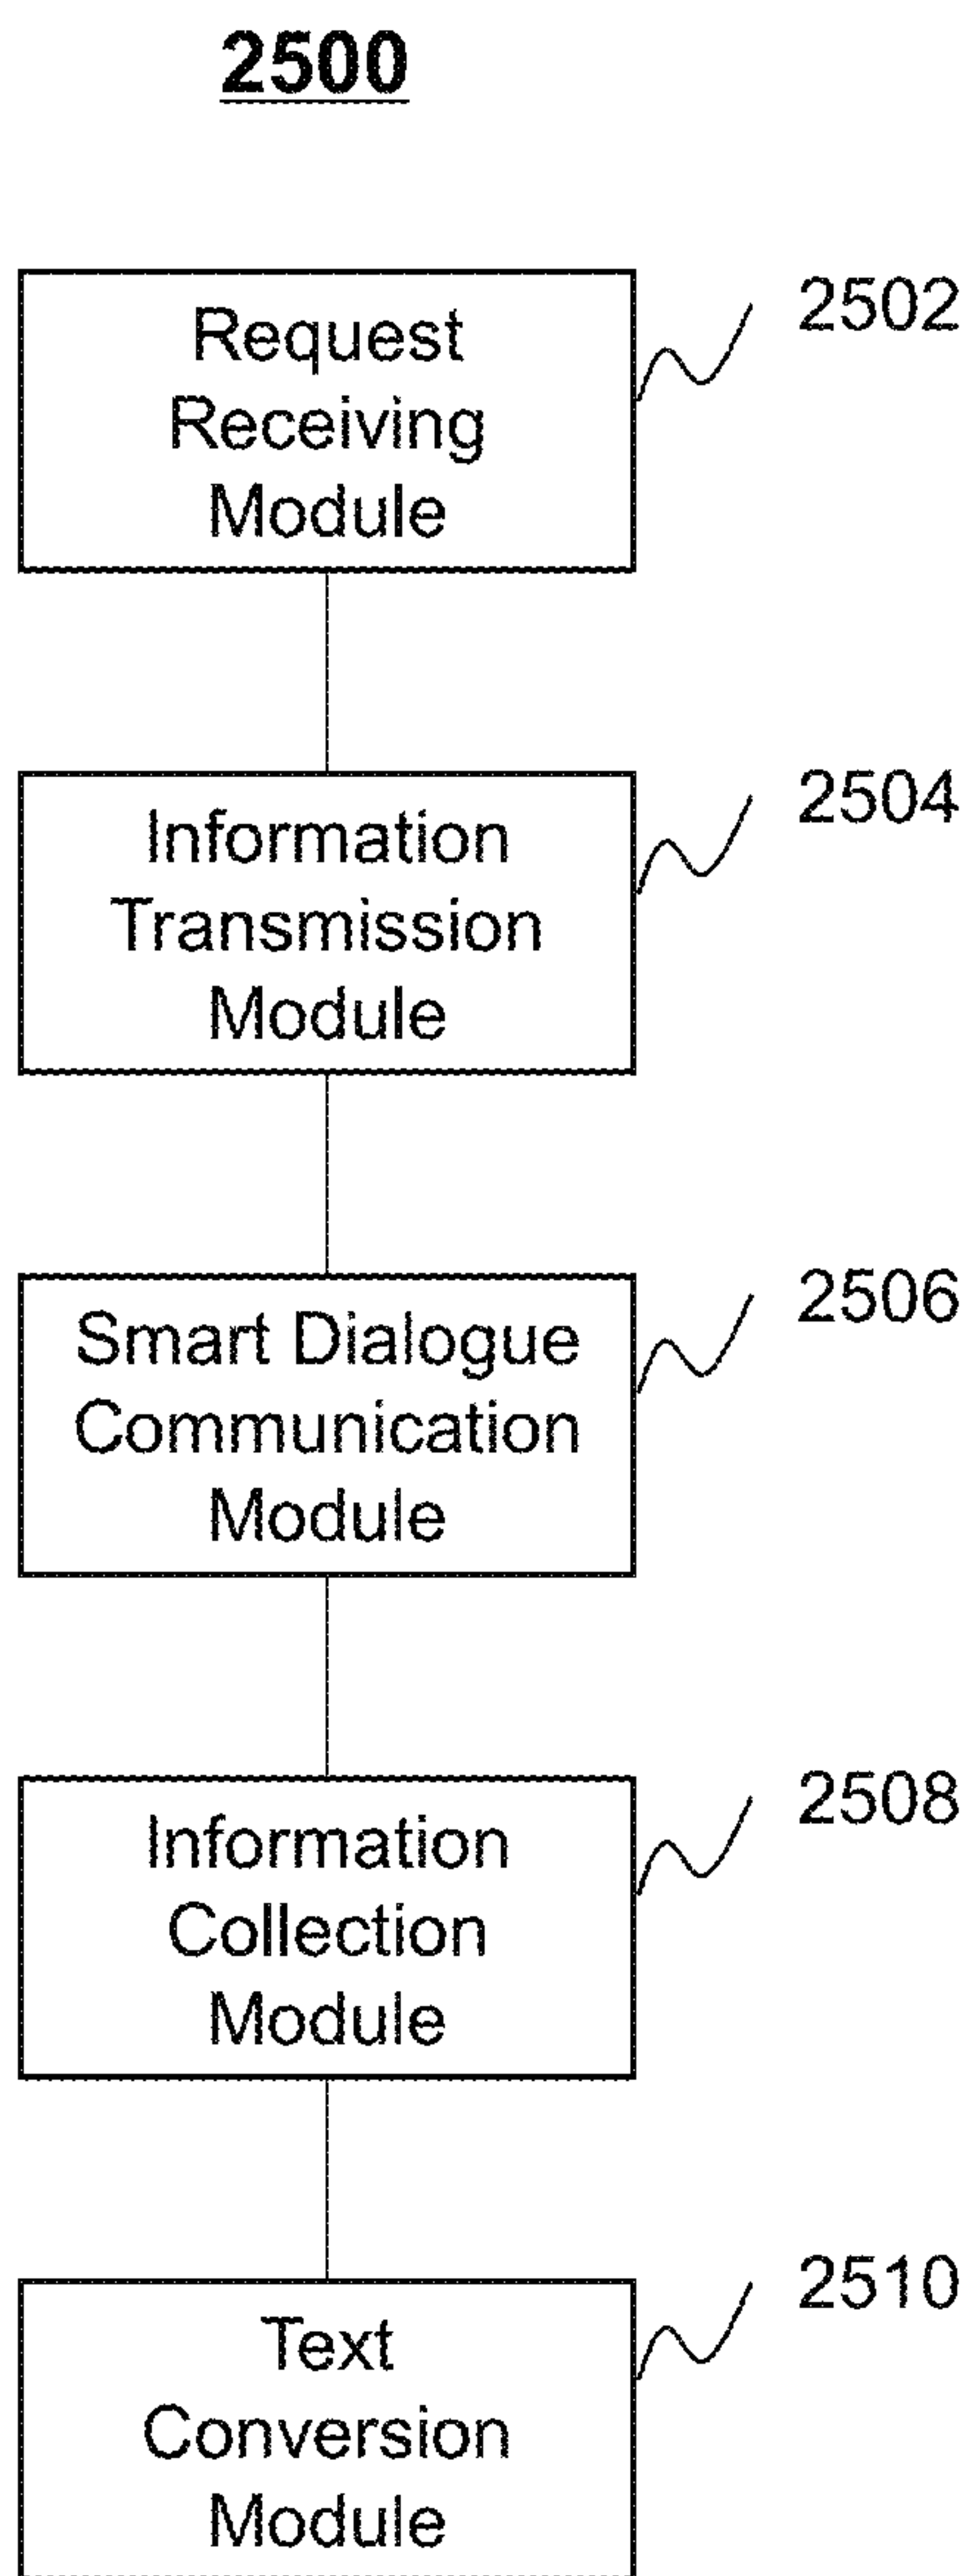 2500
Request
Receiving
Module
2502
Information
Transmission
Module
2504
Smart Dialogue
Communication
Module
2506
Information
Collection
Module
2508
Text
Conversion
Module
2510